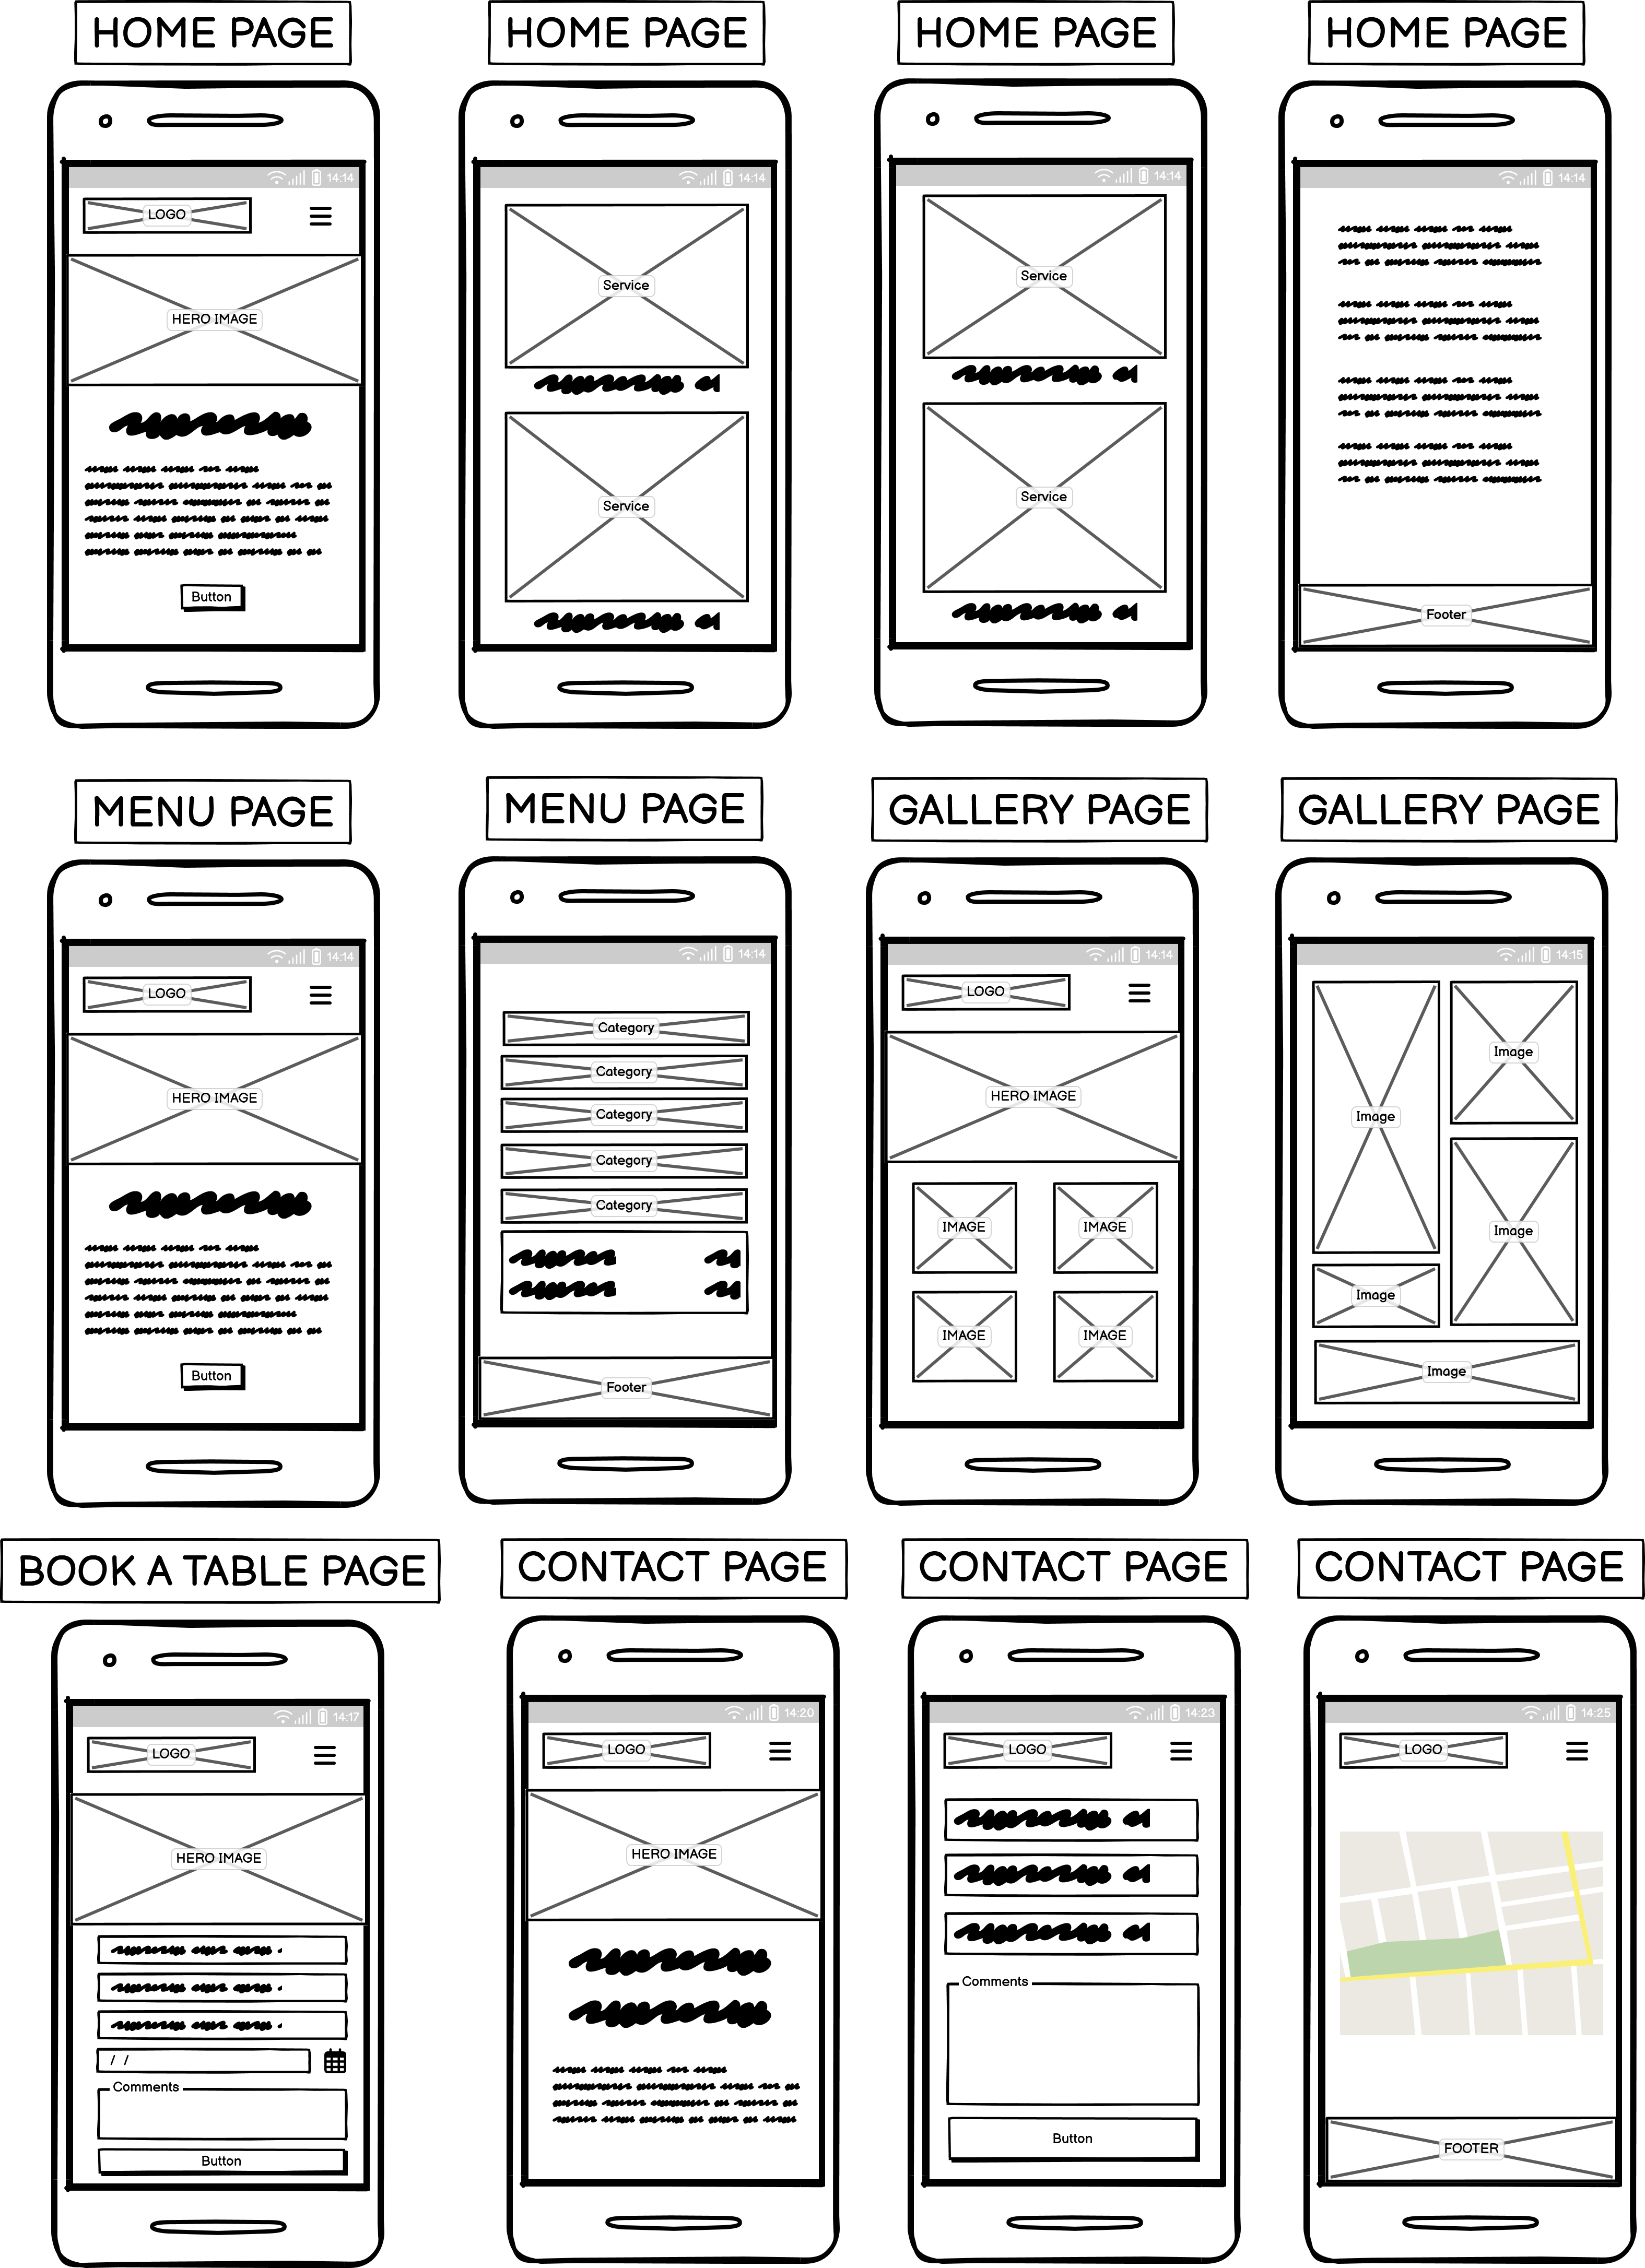 HOME PAGE
HOME PAGE
HOME PAGE
HOME PAGE
14:14
LOGO
HERO IMAGE
Button
14:14
Service
Service
14:14
Service
Service
14:14
Footer
MENU PAGE
MENU PAGE
GALLERY PAGE
GALLERY PAGE
14:14
LOGO
HERO IMAGE
Button
14:14
Category
Category
Category
Category
Category
Footer
14:14
LOGO
HERO IMAGE
IMAGE
IMAGE
IMAGE
IMAGE
14:15
Image
Image
Image
Image
Image
BOOK A TABLE PAGE
CONTACT PAGE
CONTACT PAGE
CONTACT PAGE
14:17
LOGO
HERO IMAGE
/ /
Comments
Button
14:20
LOGO
HERO IMAGE
14:23
LOGO
Comments
Button
14:25
LOGO
FOOTER